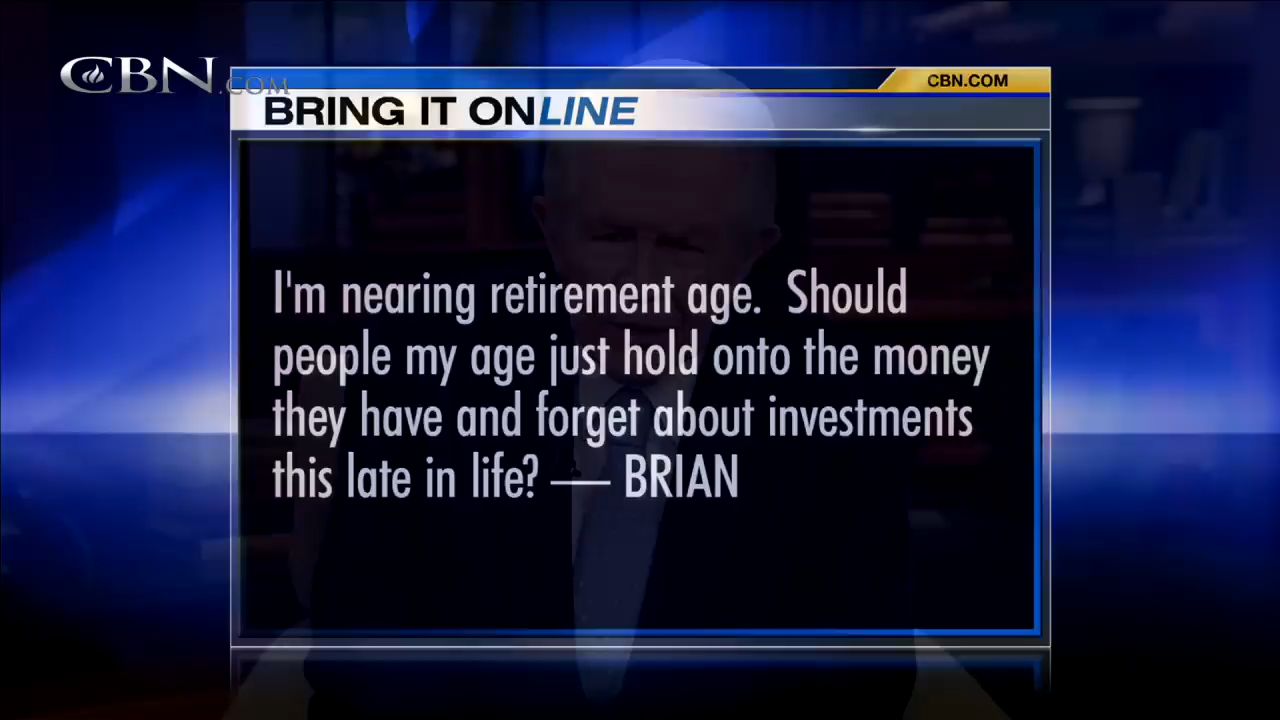 CBN.COM
CBN.COM
BRING IT ONLINE
I'm nearing retirement age. Should
people my age just hold onto the money
they have and forget about investments
this late in life? — BRIAN